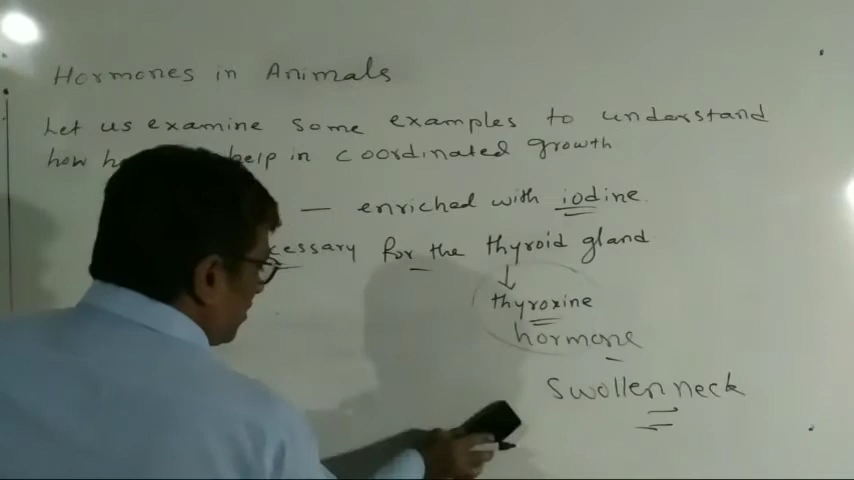 Hormones in Animals
Let us examine some examples to understand
how help in coordinated growth
— enriched with iodine.
cessary for the thyroid gland
↓
thyroxine
hormone
Swollen neck